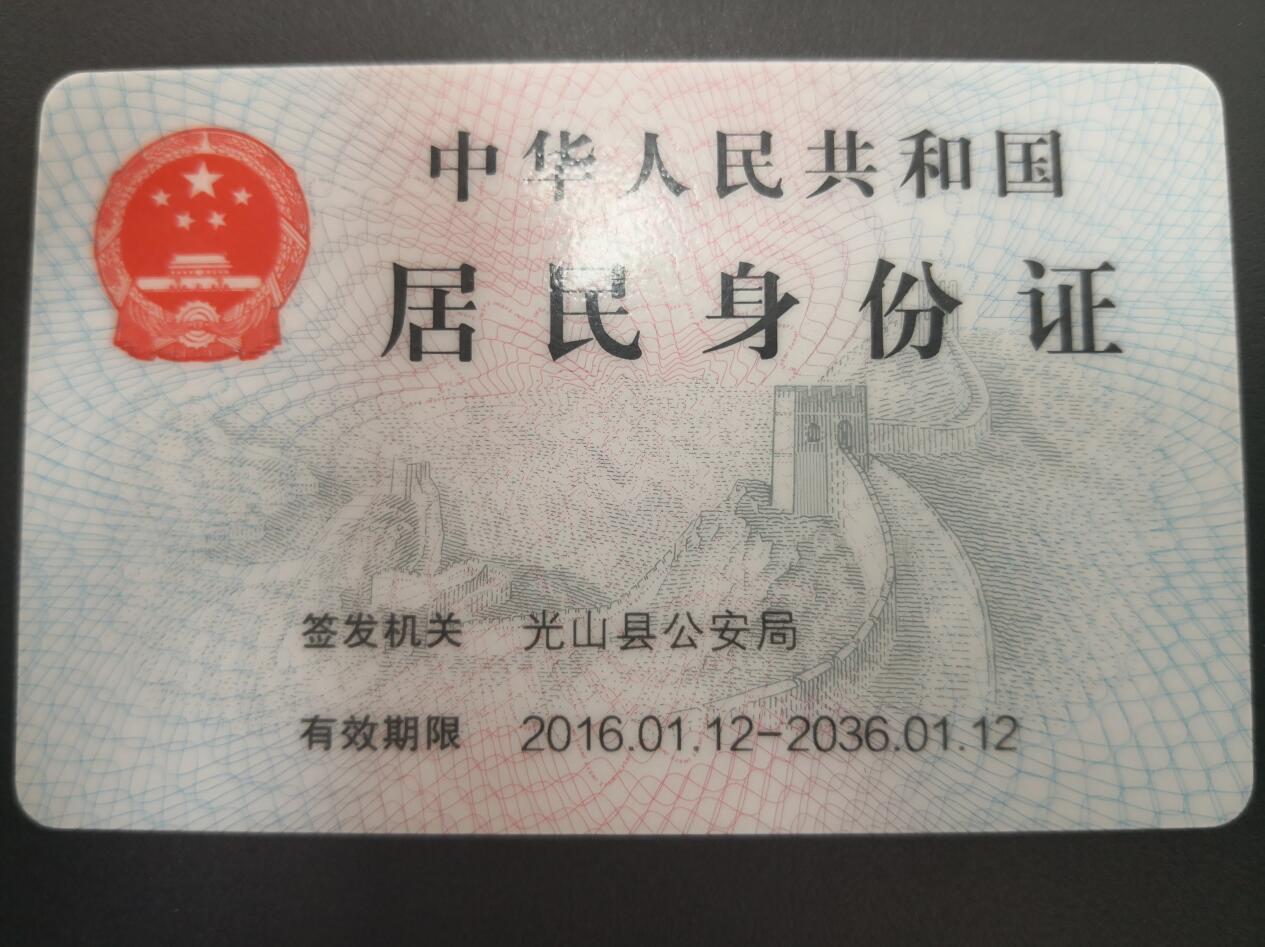 中华人民共和国
居民身份证
签发机关 光山县公安局
有效期限 2016.01.12-2036.01.12